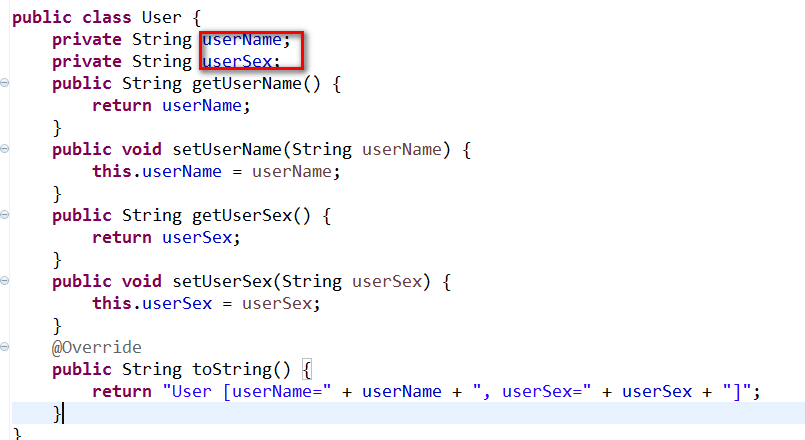 public class User {
    private String userName;
    private String userSex;
    public String getUserName() {
        return userName;
    }
    public void setUserName(String userName) {
        this.userName = userName;
    }
    public String getUserSex() {
        return userSex;
    }
    public void setUserSex(String userSex) {
        this.userSex = userSex;
    }
    @Override
    public String toString() {
        return "User [userName=" + userName + ", userSex=" + userSex + "]";
    }
}